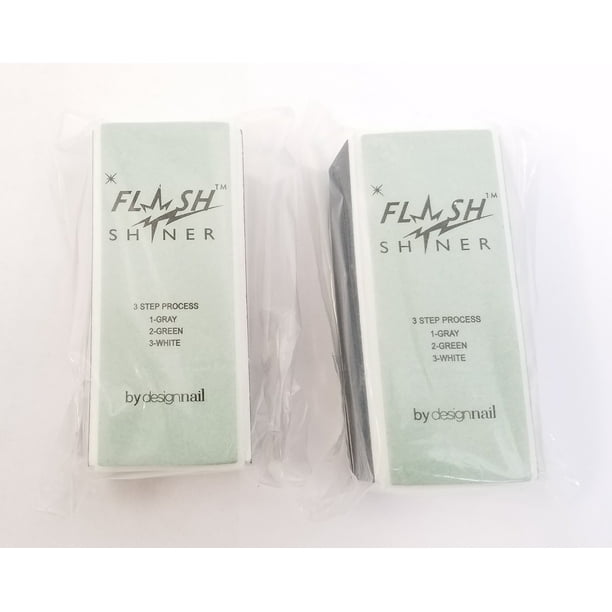 FLASH™
SHINER
3 STEP PROCESS
1-GRAY
2-GREEN
3-WHITE
by designnail
FLASH™
SHINER
3 STEP PROCESS
1-GRAY
2-GREEN
3-WHITE
by designnail